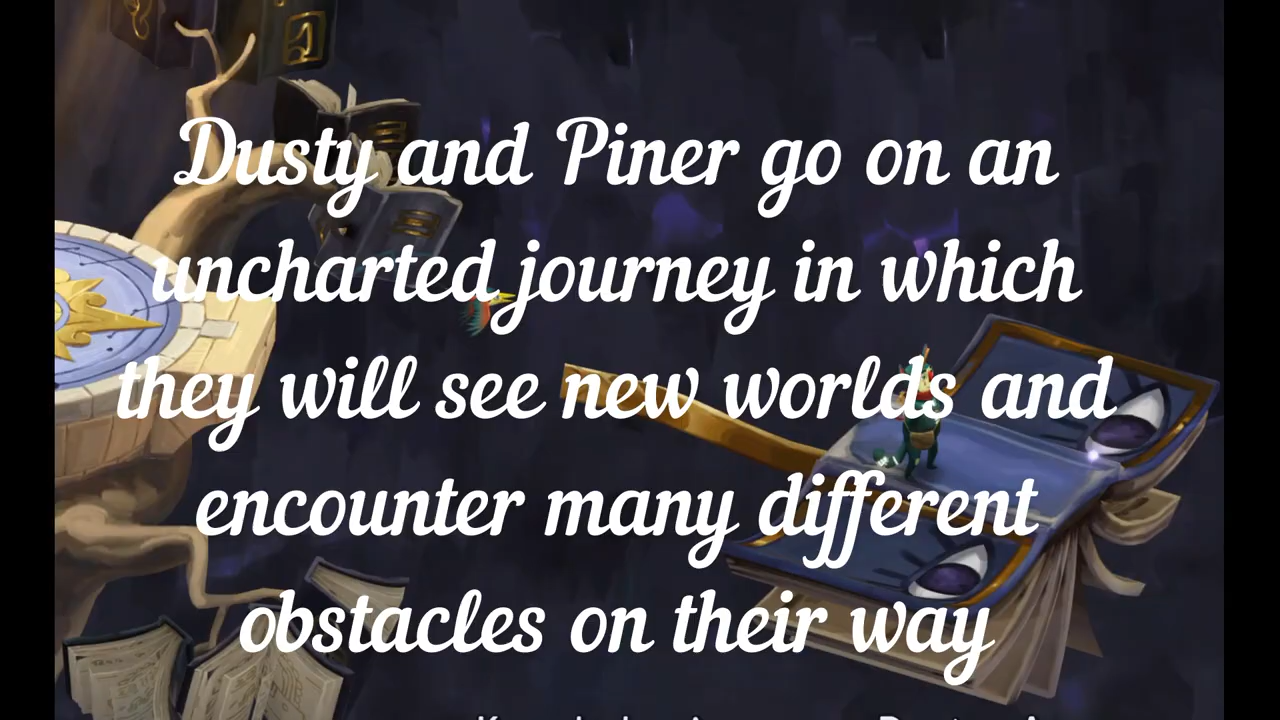 Dusty and Piner go on an
uncharted journey in which
they will see new worlds and
encounter many different
obstacles on their way